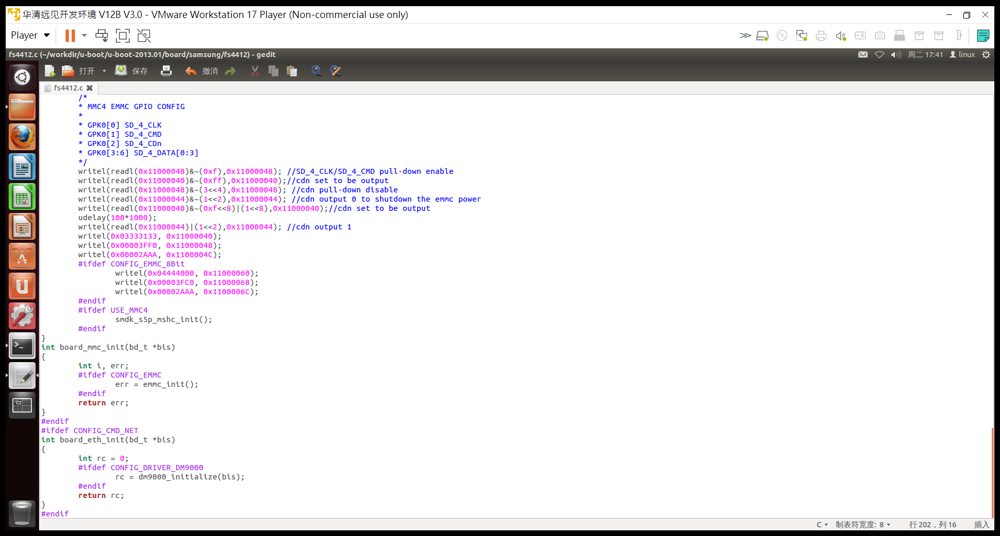 华清远见开发环境 V12B V3.0 - VMware Workstation 17 Player (Non-commercial use only)
Player
fs4412.c (~/workdir/u-boot/u-boot-2013.01/board/samsung/fs4412) - gedit
周二 17:41 linux
打开 保存 撤消
fs4412.c
/*
* MMC4 EMMC GPIO CONFIG
*
* GPK0[0] SD_4_CLK
* GPK0[1] SD_4_CMD
* GPK0[2] SD_4_CDn
* GPK0[3:6] SD_4_DATA[0:3]
*/
writel(readl(0x11000048)&~(0xf),0x11000048); //SD_4_CLK/SD_4_CMD pull-down enable
writel(readl(0x11000040)&~(0xff),0x11000040);//cdn set to be output
writel(readl(0x11000048)&~(3<<4),0x11000048); //cdn pull-down disable
writel(readl(0x11000044)&~(1<<2),0x11000044); //cdn output 0 to shutdown the emmc power
writel(readl(0x11000040)&~(0xf<<8)|(1<<8),0x11000040);//cdn set to be output
udelay(100*1000);
writel(readl(0x11000044)|(1<<2),0x11000044); //cdn output 1
writel(0x03333133, 0x11000040);
writel(0x00003FF0, 0x11000048);
writel(0x00002AAA, 0x1100004C);
#ifdef CONFIG_EMMC_8Bit
writel(0x04444000, 0x11000060);
writel(0x00003FC0, 0x11000068);
writel(0x00002AAA, 0x1100006C);
#endif
#ifdef USE_MMC4
smdk_s5p_mshc_init();
#endif
}
int board_mmc_init(bd_t *bis)
{
int i, err;
#ifdef CONFIG_EMMC
err = emmc_init();
#endif
return err;
}
#endif
#ifdef CONFIG_CMD_NET
int board_eth_init(bd_t *bis)
{
int rc = 0;
#ifdef CONFIG_DRIVER_DM9000
rc = dm9000_initialize(bis);
#endif
return rc;
}
#endif
C 制表符宽度: 8 行 202，列 16 插入